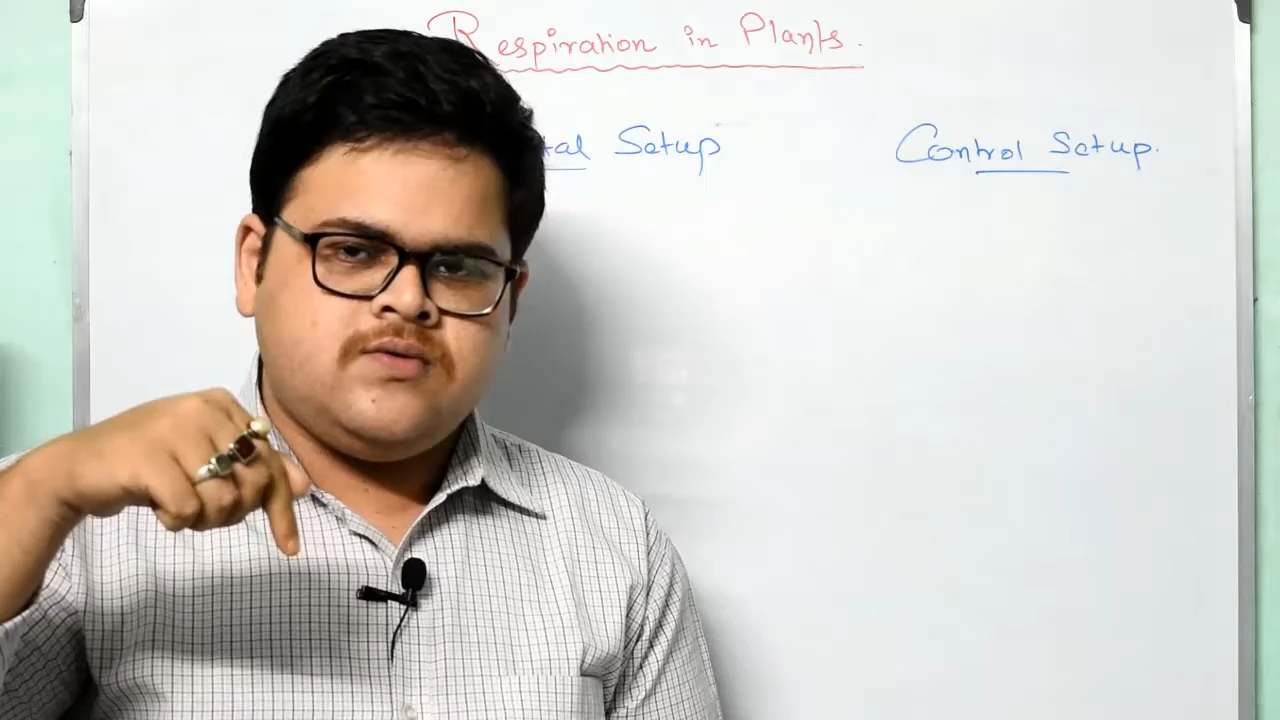 Respiration in Plants.
tal Setup
Control Setup.